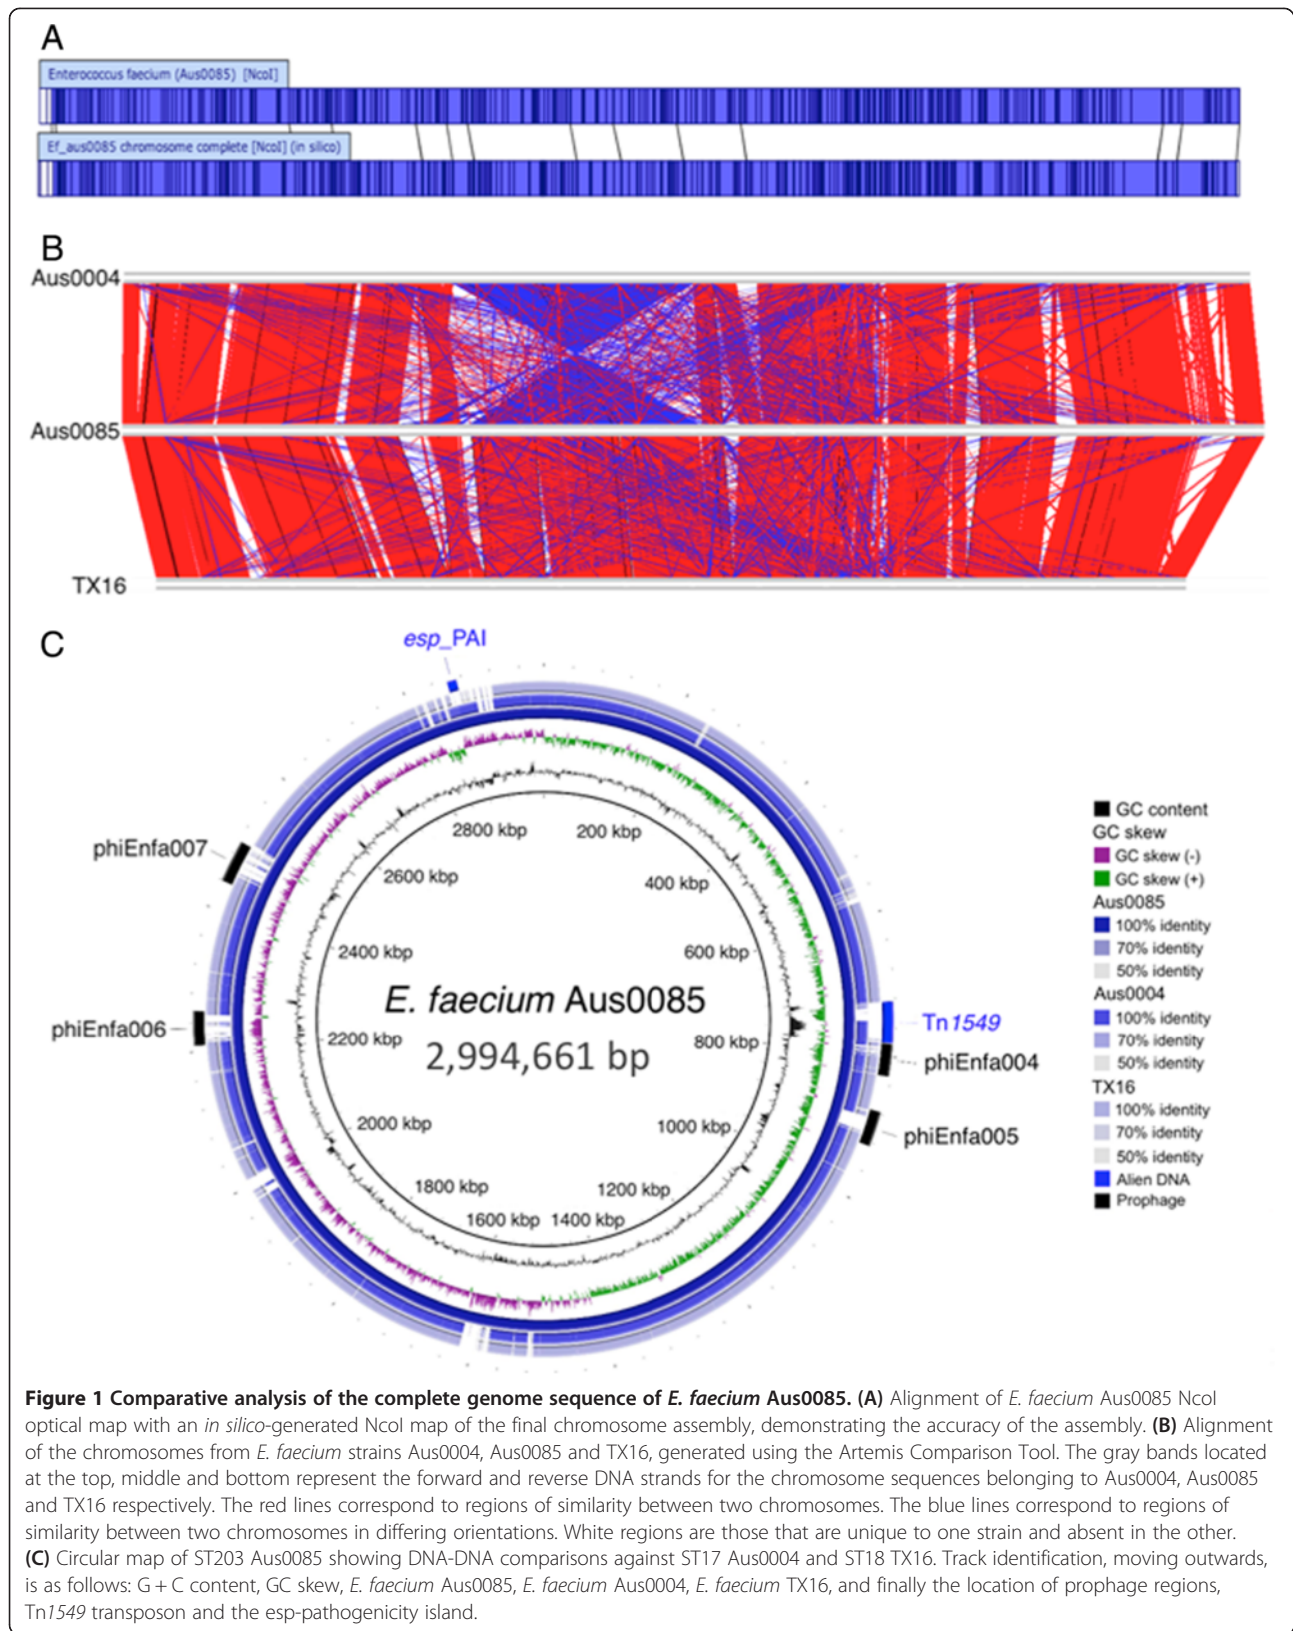 A
Enterococcus faecium (Aus0085) [NcoI]
Ef_aus0085 chromosome complete [NcoI] (in silico)
B
Aus0004
Aus0085
TX16
C
esp_PAI
phiEnfa007
phiEnfa006
Tn1549
phiEnfa004
phiEnfa005
2800 kbp
200 kbp
2600 kbp
400 kbp
2400 kbp
600 kbp
E. faecium Aus0085
2,994,661 bp
2200 kbp
800 kbp
2000 kbp
1000 kbp
1800 kbp
1200 kbp
1600 kbp
1400 kbp
GC content
GC skew
GC skew (-)
GC skew (+)
Aus0085
100% identity
70% identity
50% identity
Aus0004
100% identity
70% identity
50% identity
TX16
100% identity
70% identity
50% identity
Alien DNA
Prophage
Figure 1 Comparative analysis of the complete genome sequence of E. faecium Aus0085. (A) Alignment of E. faecium Aus0085 NcoI
optical map with an in silico-generated NcoI map of the final chromosome assembly, demonstrating the accuracy of the assembly. (B) Alignment
of the chromosomes from E. faecium strains Aus0004, Aus0085 and TX16, generated using the Artemis Comparison Tool. The gray bands located
at the top, middle and bottom represent the forward and reverse DNA strands for the chromosome sequences belonging to Aus0004, Aus0085
and TX16 respectively. The red lines correspond to regions of similarity between two chromosomes. The blue lines correspond to regions of
similarity between two chromosomes in differing orientations. White regions are those that are unique to one strain and absent in the other.
(C) Circular map of ST203 Aus0085 showing DNA-DNA comparisons against ST17 Aus0004 and ST18 TX16. Track identification, moving outwards,
is as follows: G + C content, GC skew, E. faecium Aus0085, E. faecium Aus0004, E. faecium TX16, and finally the location of prophage regions,
Tn1549 transposon and the esp-pathogenicity island.